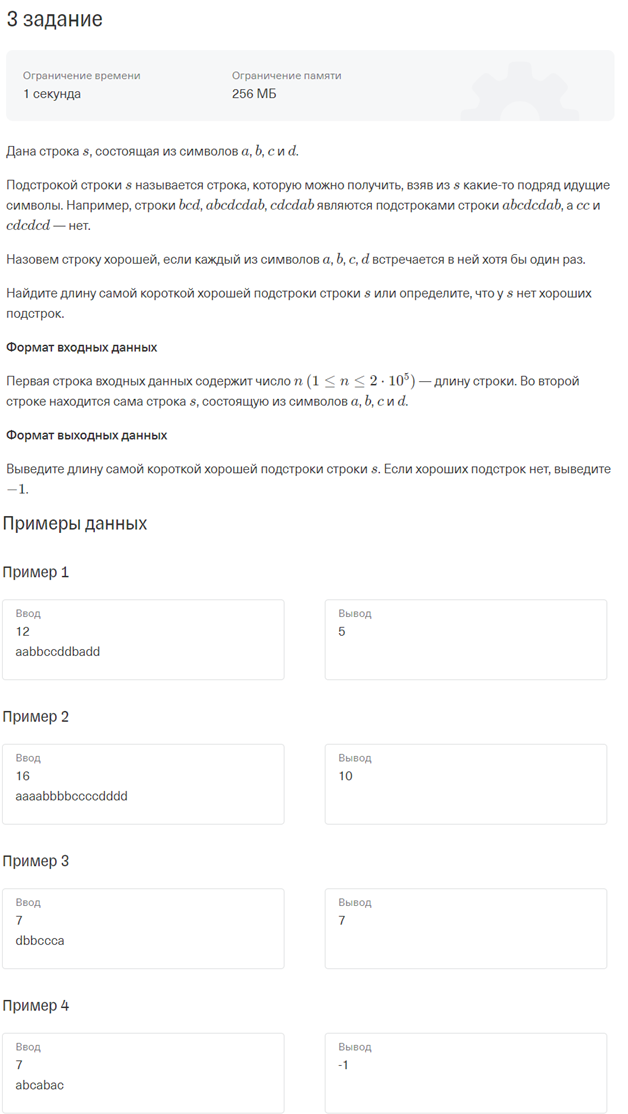 3 задание
Ограничение времени
Ограничение памяти
1 секунда
256 МБ
Дана строка s, состоящая из символов a, b, c и d.
Подстрокой строки s называется строка, которую можно получить, взяв из s какие-то подряд идущие
символы. Например, строки bcd, abcdcdab, cdcdab являются подстроками строки abcdcdab, а cc и
cdcdcd — нет.
Назовем строку хорошей, если каждый из символов a, b, c, d встречается в ней хотя бы один раз.
Найдите длину самой короткой хорошей подстроки строки s или определите, что у s нет хороших
подстрок.
Формат входных данных
Первая строка входных данных содержит число n (1 ≤ n ≤ 2 · 10⁵) — длину строки. Во второй
строке находится сама строка s, состоящую из символов a, b, c и d.
Формат выходных данных
Выведите длину самой короткой хорошей подстроки строки s. Если хороших подстрок нет, выведите
−1.
Примеры данных
Пример 1
Ввод
12
aabbccddbadd
Вывод
5
Пример 2
Ввод
16
aaaabbbbccccdddd
Вывод
10
Пример 3
Ввод
7
dbbccca
Вывод
7
Пример 4
Ввод
7
abcabac
Вывод
-1